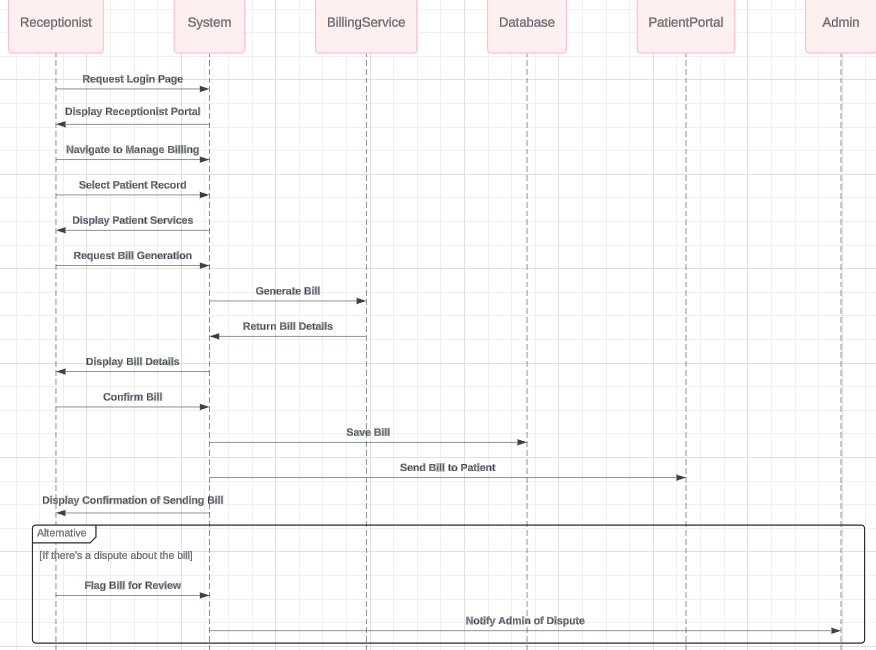 Receptionist
System
BillingService
Database
PatientPortal
Admin
Request Login Page
Display Receptionist Portal
Navigate to Manage Billing
Select Patient Record
Display Patient Services
Request Bill Generation
Generate Bill
Return Bill Details
Display Bill Details
Confirm Bill
Save Bill
Send Bill to Patient
Display Confirmation of Sending Bill
Alternative
[If there's a dispute about the bill]
Flag Bill for Review
Notify Admin of Dispute